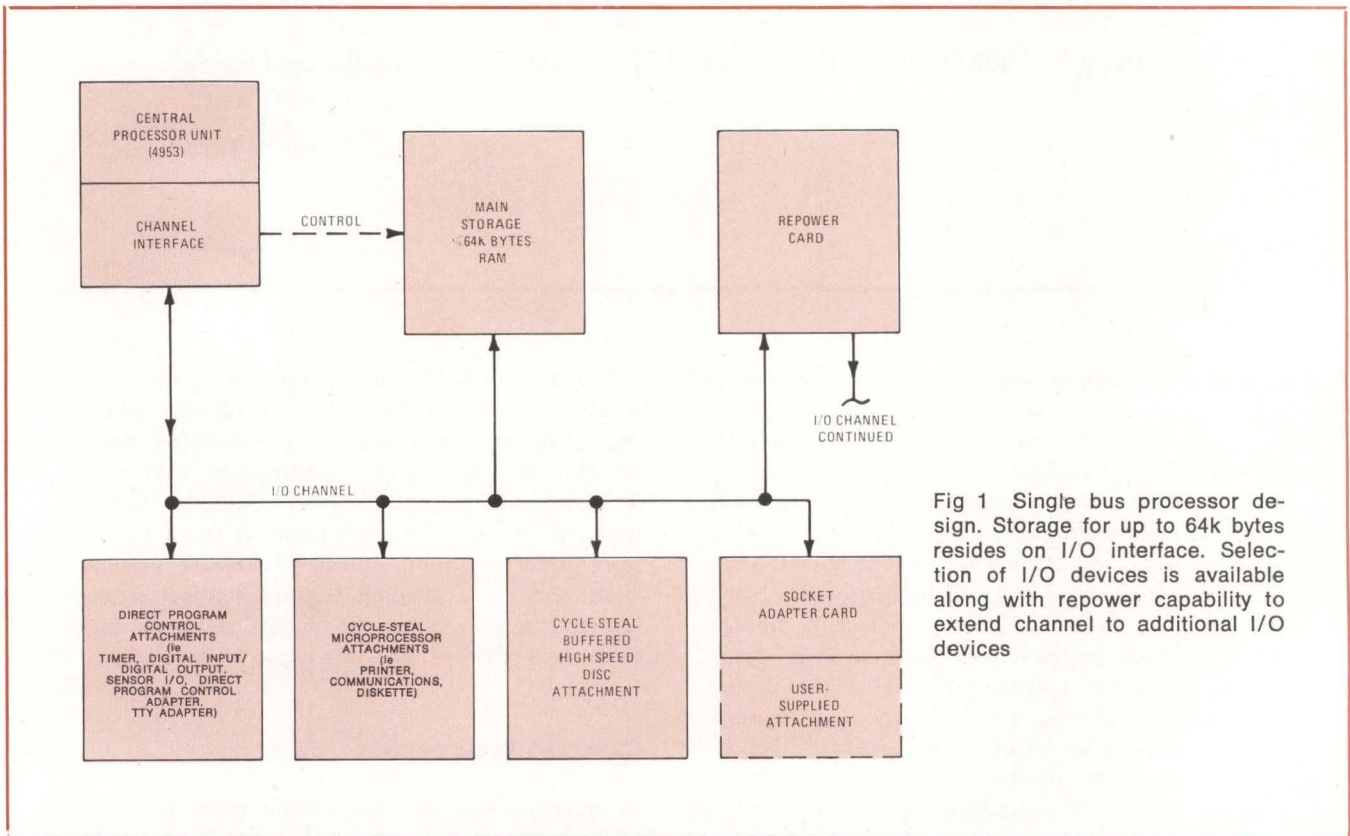 CENTRAL
PROCESSOR UNIT
(4953)
CHANNEL
INTERFACE
CONTROL
MAIN
STORAGE
≤64k BYTES
RAM
REPOWER
CARD
I/O CHANNEL
CONTINUED
I/O CHANNEL
DIRECT PROGRAM
CONTROL
ATTACHMENTS
(ie
TIMER, DIGITAL INPUT/
DIGITAL OUTPUT,
SENSOR I/O, DIRECT
PROGRAM CONTROL
ADAPTER,
TTY ADAPTER)
CYCLE-STEAL
MICROPROCESSOR
ATTACHMENTS
(ie
PRINTER,
COMMUNICATIONS,
DISKETTE)
CYCLE-STEAL
BUFFERED
HIGH SPEED
DISC
ATTACHMENT
SOCKET
ADAPTER CARD
USER-
SUPPLIED
ATTACHMENT
Fig 1 Single bus processor de-
sign. Storage for up to 64k bytes
resides on I/O interface. Selec-
tion of I/O devices is available
along with repower capability to
extend channel to additional I/O
devices